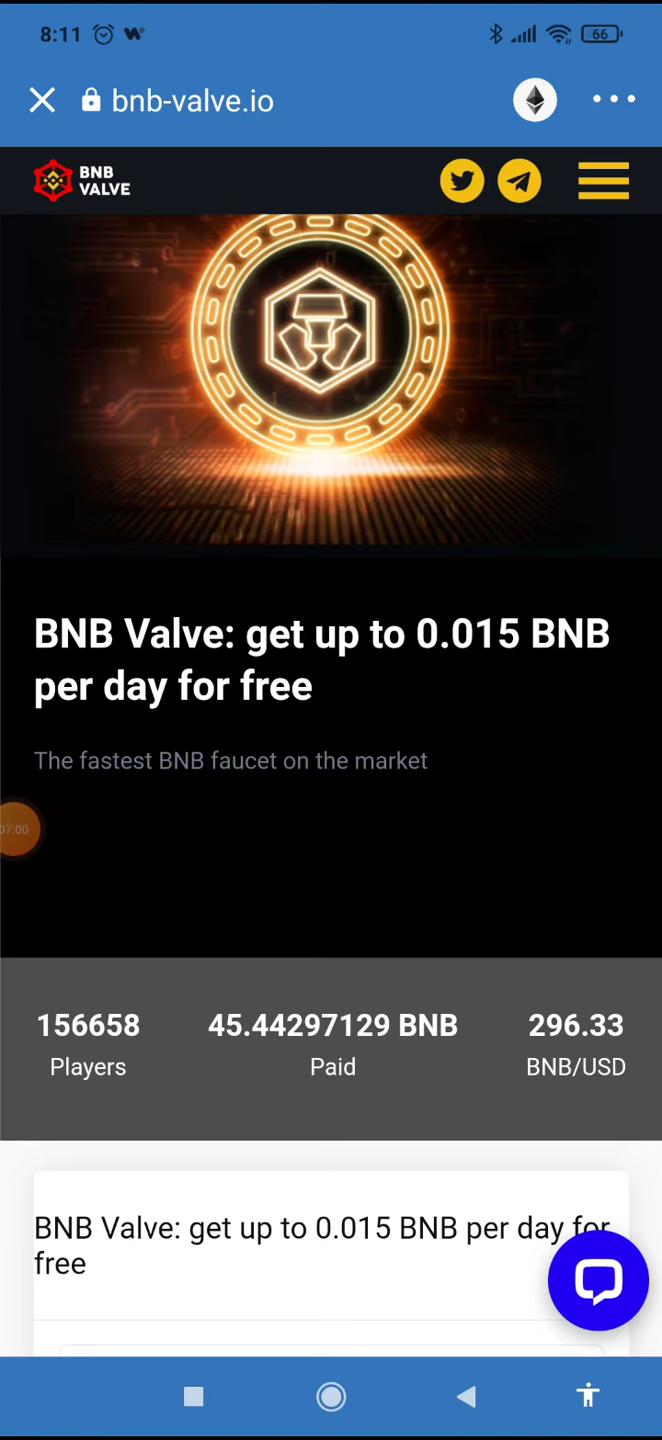 8:11
66
bnb-valve.io
BNB
VALVE
BNB Valve: get up to 0.015 BNB
per day for free
The fastest BNB faucet on the market
07:00
156658 45.44297129 BNB 296.33
Players Paid BNB/USD
BNB Valve: get up to 0.015 BNB per day for
free